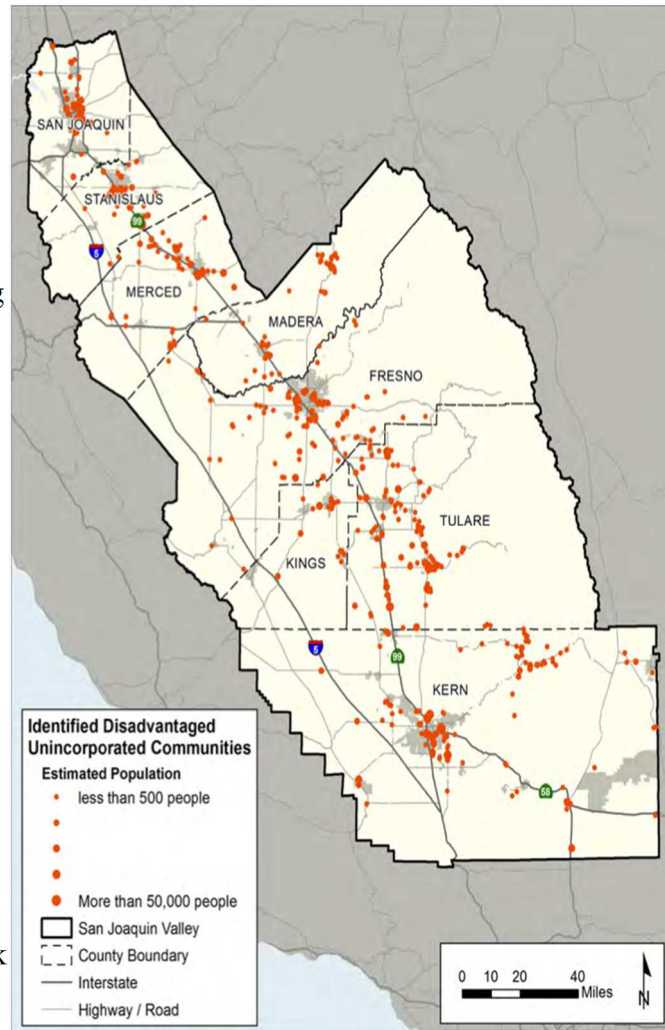 SAN JOAQUIN
STANISLAUS
99
5
g
MERCED
MADERA
FRESNO
TULARE
KINGS
5
99
KERN
58
Identified Disadvantaged
Unincorporated Communities
Estimated Population
less than 500 people
More than 50,000 people
San Joaquin Valley
County Boundary
Interstate
Highway / Road
k
0 10 20 40
Miles
N